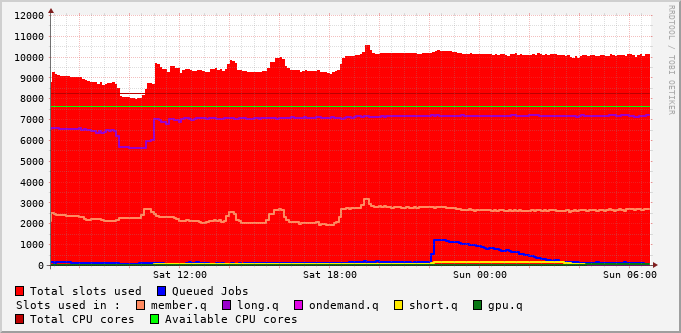 RRDTOOL / TOBI OETIKER
12000
11000
10000
9000
8000
7000
6000
5000
4000
3000
2000
1000
0
Sat 12:00 Sat 18:00 Sun 00:00 Sun 06:00
Total slots used Queued Jobs
Slots used in : member.q long.q ondemand.q short.q gpu.q
Total CPU cores Available CPU cores